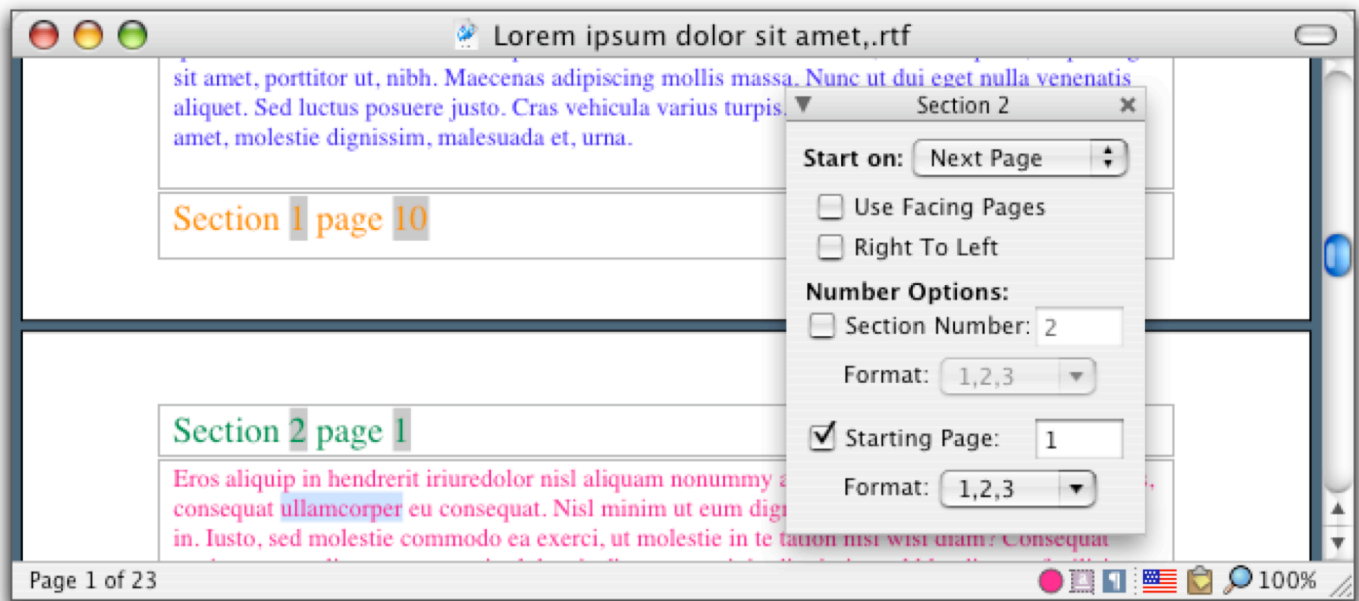 Lorem ipsum dolor sit amet,.rtf
sit amet, porttitor ut, nibh. Maecenas adipiscing mollis massa. Nunc ut dui eget nulla venenatis
aliquet. Sed luctus posuere justo. Cras vehicula varius turpis.
amet, molestie dignissim, malesuada et, urna.
Section 1 page 10
Section 2 page 1
Eros aliquip in hendrerit iriuredolor nisl aliquam nonummy
consequat ullamcorper eu consequat. Nisl minim ut eum
in. Iusto, sed molestie commodo ea exerci, ut molestie in te tation nisl wisi diam? Consequat
Section 2
Start on: Next Page
Use Facing Pages
Right To Left
Number Options:
Section Number: 2
Format: 1,2,3
Starting Page: 1
Format: 1,2,3
Page 1 of 23
100%